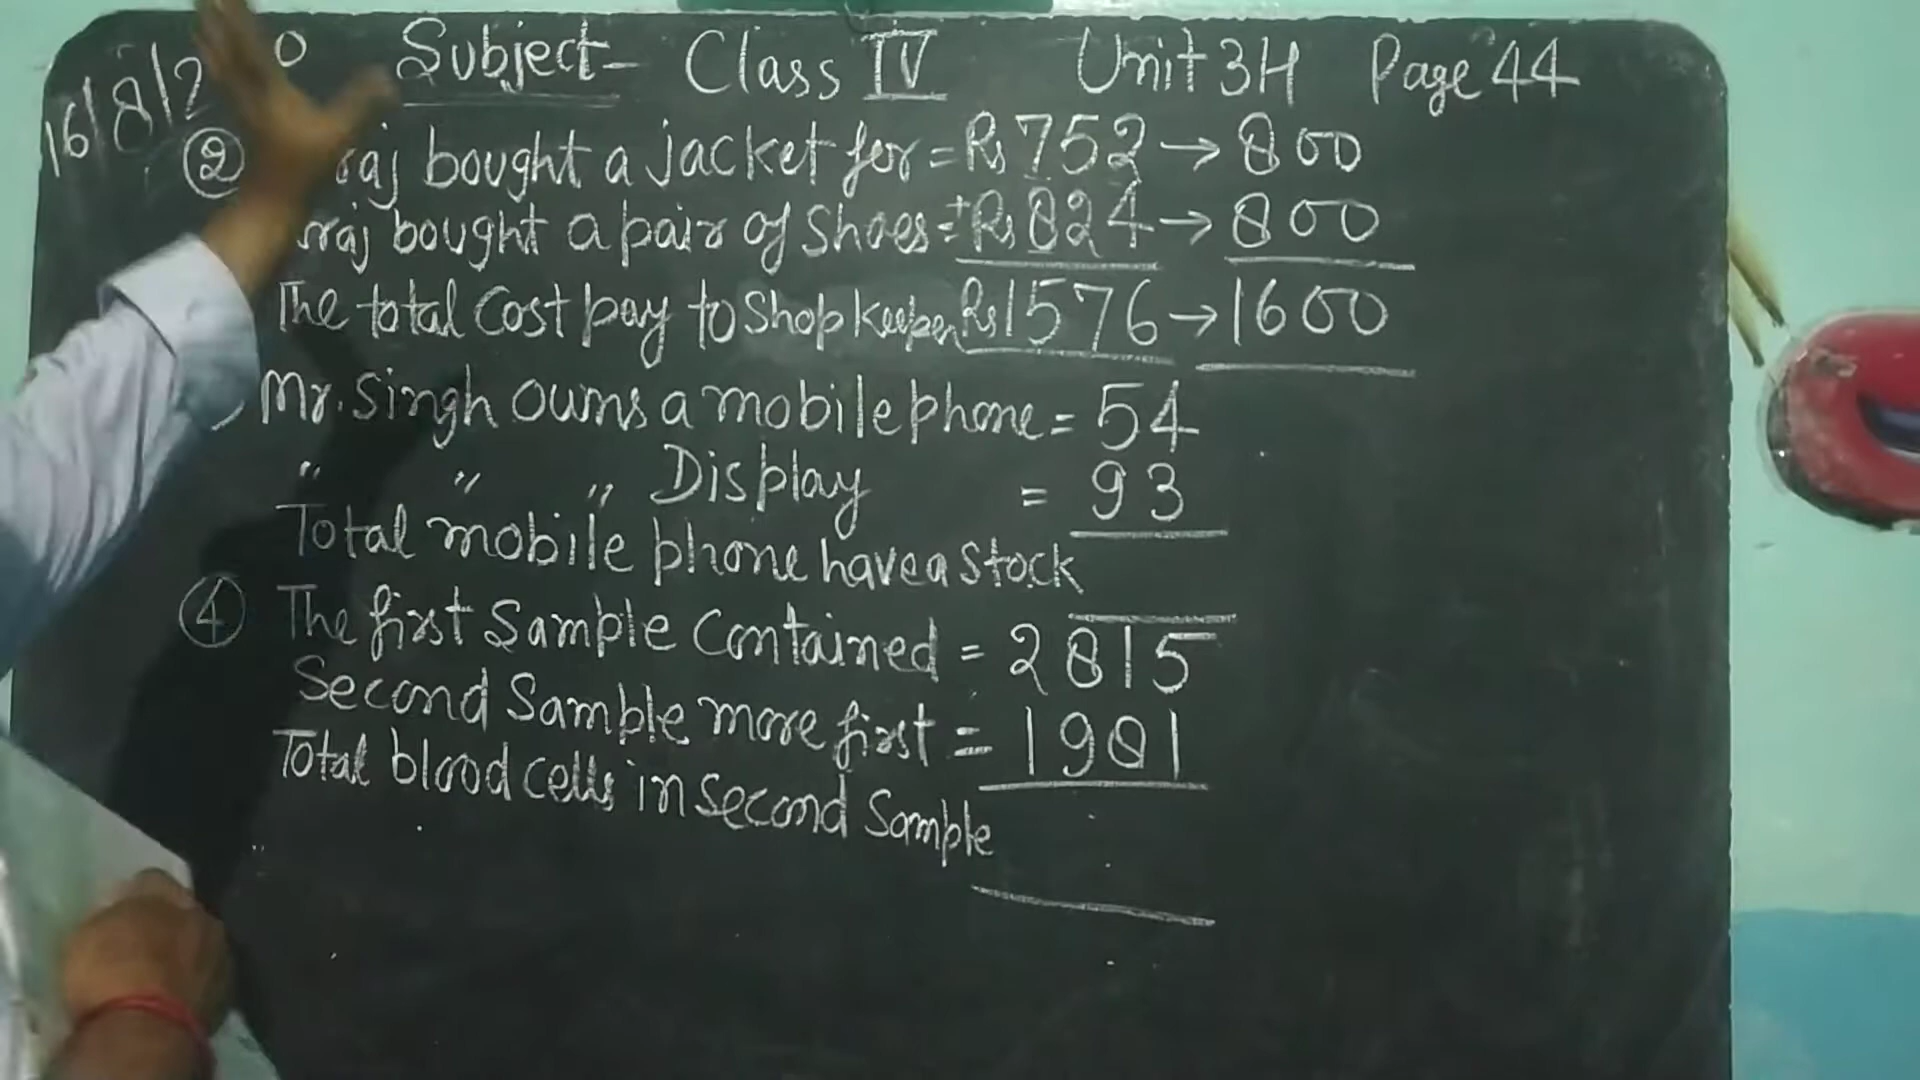 16/8/2 0 Subject- Class IV Unit 3H Page 44
② raj bought a jacket for = Rs 752 → 800
raj bought a pair of Shoes = + Rs 824 → 800
The total Cost pay to Shopkeeper Rs 1576 → 1600
Mr. Singh Owns a mobile phone = 54
" " " Display = 93
Total mobile phone have a stock
④ The first Sample Contained = 2815
Second Sample more first = 1901
Total blood cells in Second Sample